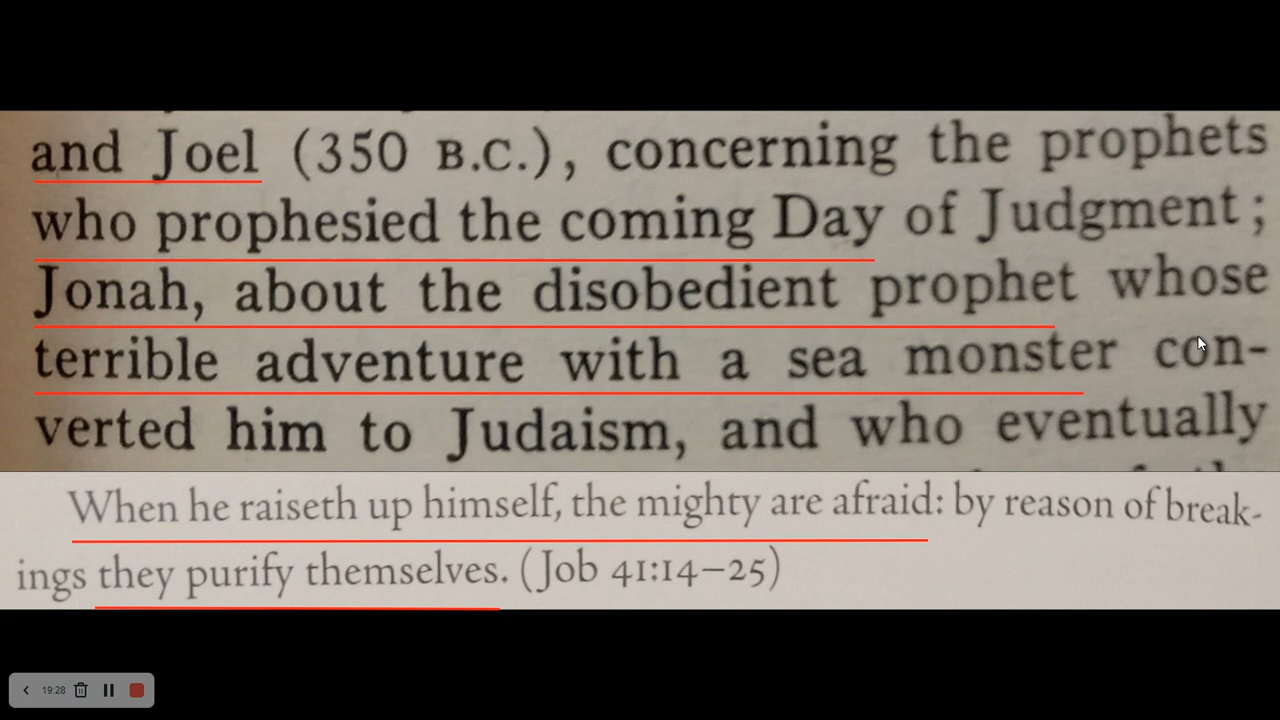 and Joel (350 B.C.), concerning the prophets
who prophesied the coming Day of Judgment;
Jonah, about the disobedient prophet whose
terrible adventure with a sea monster con-
verted him to Judaism, and who eventually
When he raiseth up himself, the mighty are afraid: by reason of break-
ings they purify themselves. (Job 41:14–25)
19:28